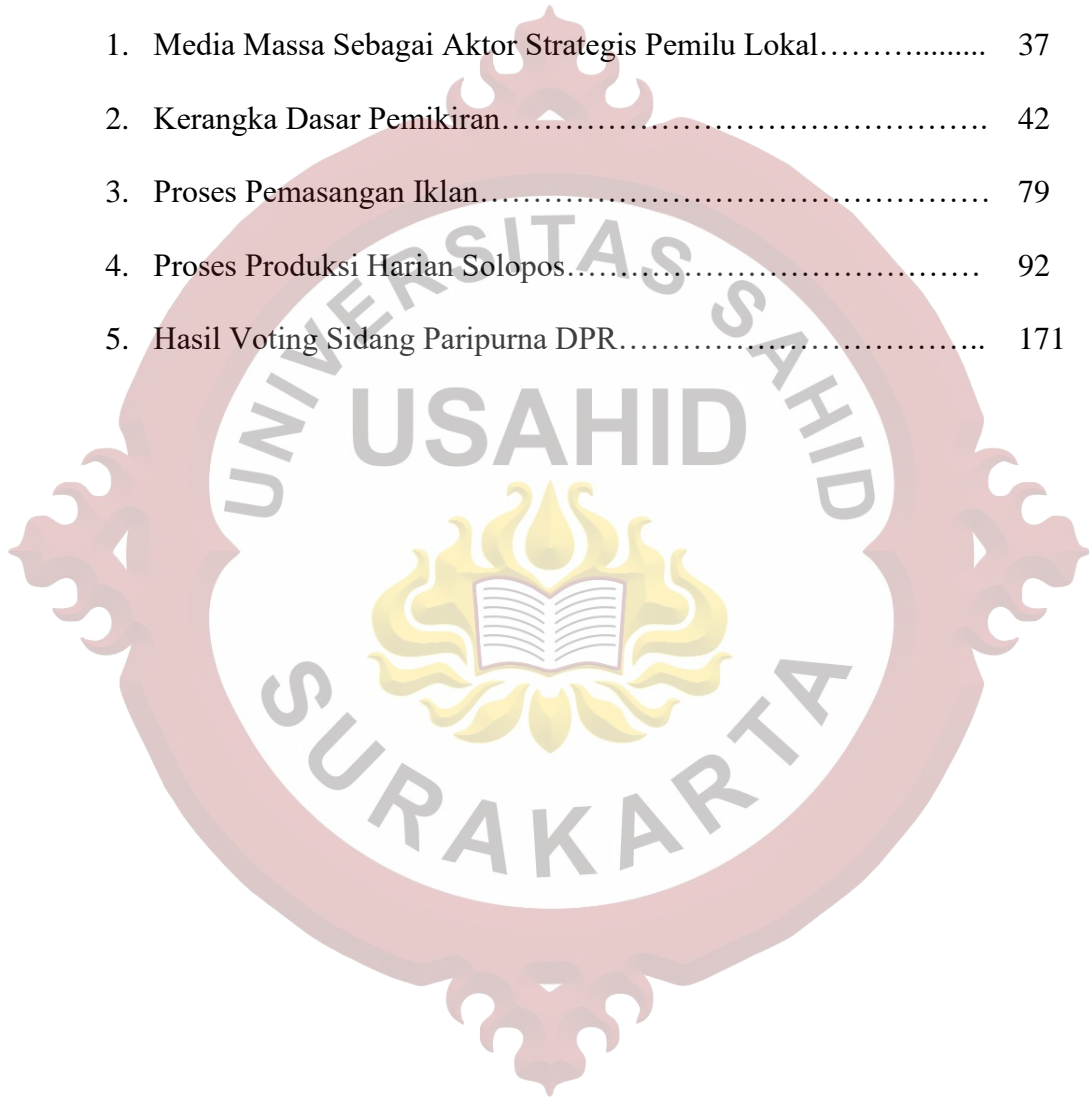 1. Media Massa Sebagai Aktor Strategis Pemilu Lokal……….......... 37
2. Kerangka Dasar Pemikiran………………………………………. 42
3. Proses Pemasangan Iklan………………………………………… 79
4. Proses Produksi Harian Solopos………………………………… 92
5. Hasil Voting Sidang Paripurna DPR…………………………….. 171
UNIVERSITAS SAHID
USAHID
SURAKARTA